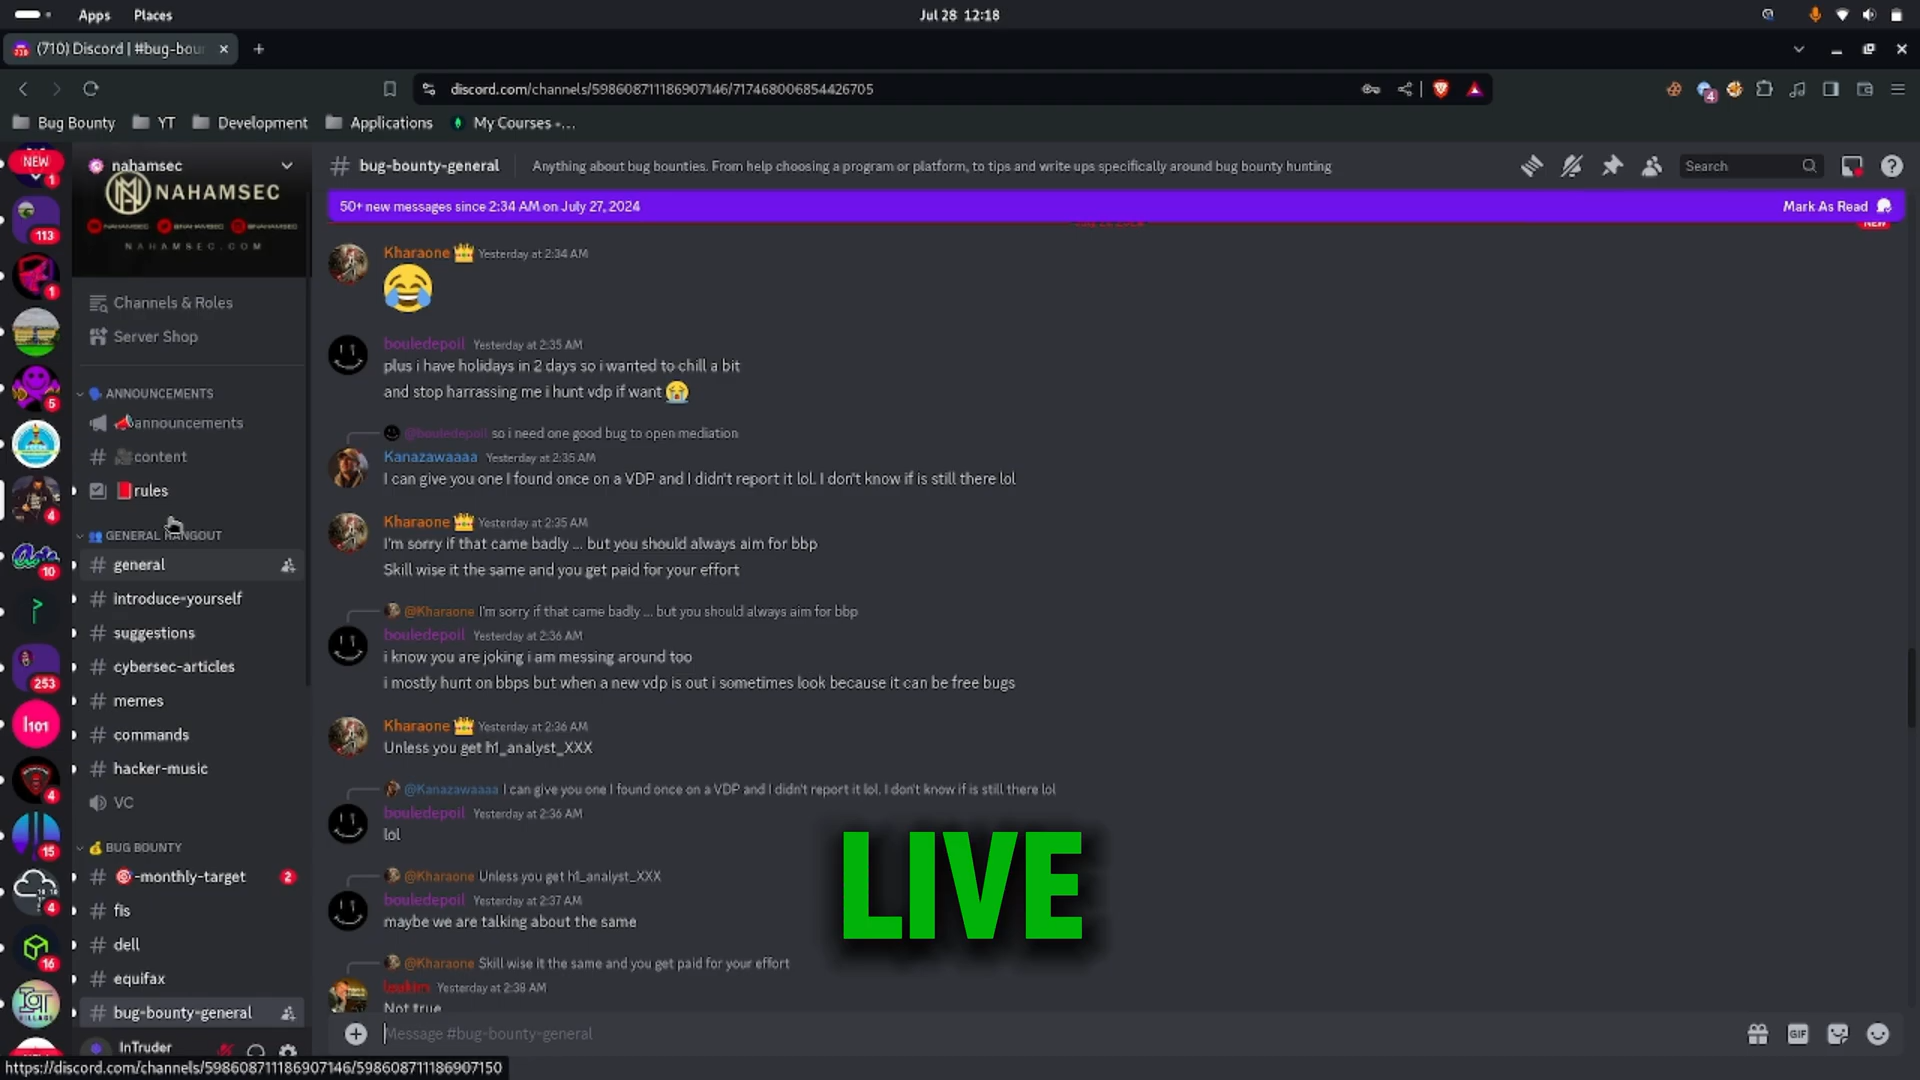 Apps Places Jul 28 12:18
(710) Discord | #bug-bou
discord.com/channels/598608711186907146/717468006854426705
4
Bug Bounty YT Development Applications My Courses -...
NEW
1
113
1
5
4
10
253
I101
4
15
4
16
nahamsec
NAHAMSEC
NAHAMSEC.COM
Channels & Roles
Server Shop
ANNOUNCEMENTS
announcements
content
rules
GENERAL HANGOUT
general
introduce-yourself
suggestions
cybersec-articles
memes
commands
hacker-music
VC
BUG BOUNTY
-monthly-target 2
fis
dell
equifax
bug-bounty-general
InTruder
https://discord.com/channels/598608711186907146/598608711186907150
# bug-bounty-general Anything about bug bounties. From help choosing a program or platform, to tips and write ups specifically around bug bounty hunting
Search
50+ new messages since 2:34 AM on July 27, 2024 Mark As Read
NEW
Kharaone Yesterday at 2:34 AM
😂
bouledepoil Yesterday at 2:35 AM
plus i have holidays in 2 days so i wanted to chill a bit
and stop harrassing me i hunt vdp if want 😭
@bouledepoil so i need one good bug to open mediation
Kanazawaaaa Yesterday at 2:35 AM
I can give you one I found once on a VDP and I didn't report it lol. I don't know if is still there lol
Kharaone Yesterday at 2:35 AM
I'm sorry if that came badly ... but you should always aim for bbp
Skill wise it the same and you get paid for your effort
@Kharaone I'm sorry if that came badly ... but you should always aim for bbp
bouledepoil Yesterday at 2:36 AM
i know you are joking i am messing around too
i mostly hunt on bbps but when a new vdp is out i sometimes look because it can be free bugs
Kharaone Yesterday at 2:36 AM
Unless you get h1_analyst_XXX
@Kanazawaaaa I can give you one I found once on a VDP and I didn't report it lol. I don't know if is still there lol
bouledepoil Yesterday at 2:36 AM
lol
@Kharaone Unless you get h1_analyst_XXX
bouledepoil Yesterday at 2:37 AM
maybe we are talking about the same
@Kharaone Skill wise it the same and you get paid for your effort
Yesterday at 2:38 AM
Not true
Message #bug-bounty-general
GIF
LIVE